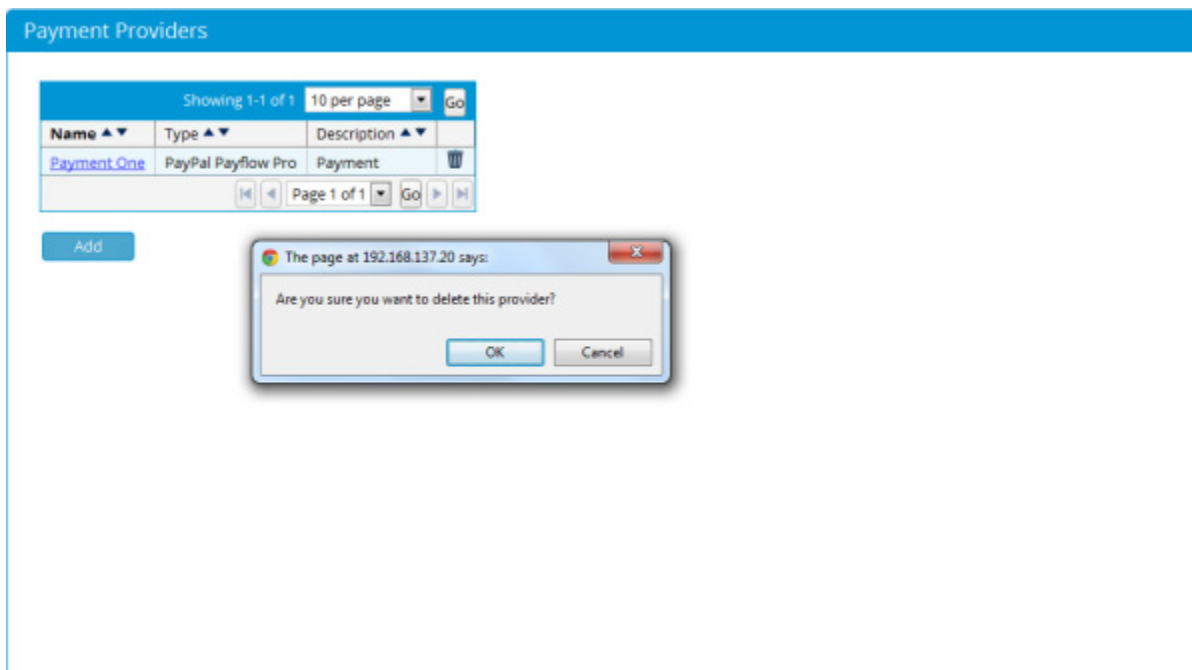 Payment Providers
Showing 1-1 of 1 10 per page Go
Name Type Description
Payment One PayPal Payflow Pro Payment
Page 1 of 1 Go
Add
The page at 192.168.137.20 says:
Are you sure you want to delete this provider?
OK Cancel